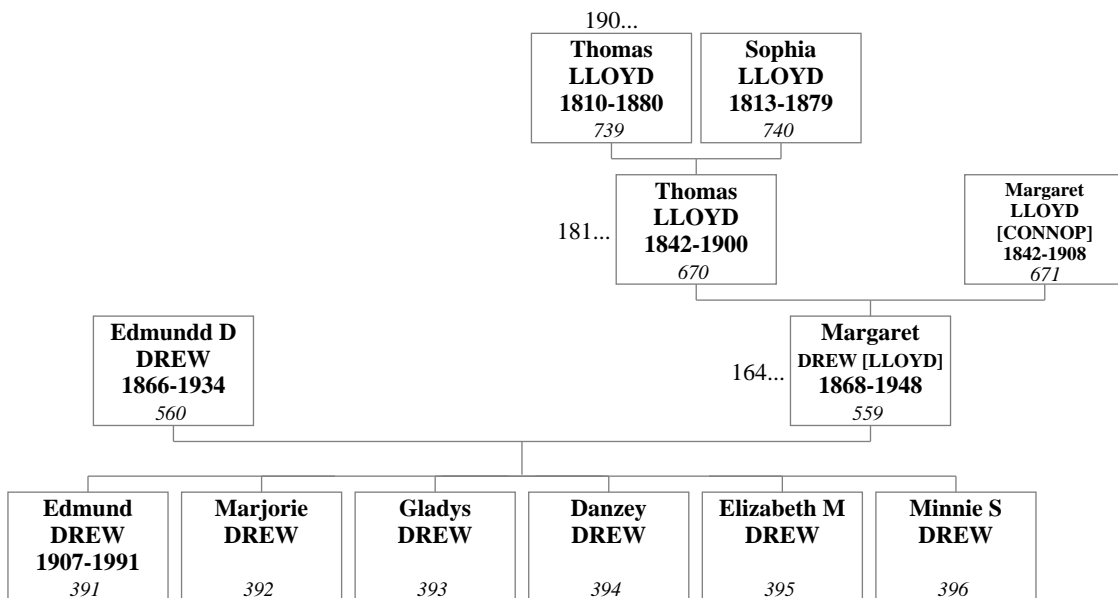 190...
Thomas
LLOYD
1810-1880
739
Sophia
LLOYD
1813-1879
740
181...
Thomas
LLOYD
1842-1900
670
Margaret
LLOYD
[CONNOP]
1842-1908
671
Edmundd D
DREW
1866-1934
560
164...
Margaret
DREW [LLOYD]
1868-1948
559
Edmund
DREW
1907-1991
391
Marjorie
DREW
392
Gladys
DREW
393
Danzey
DREW
394
Elizabeth M
DREW
395
Minnie S
DREW
396